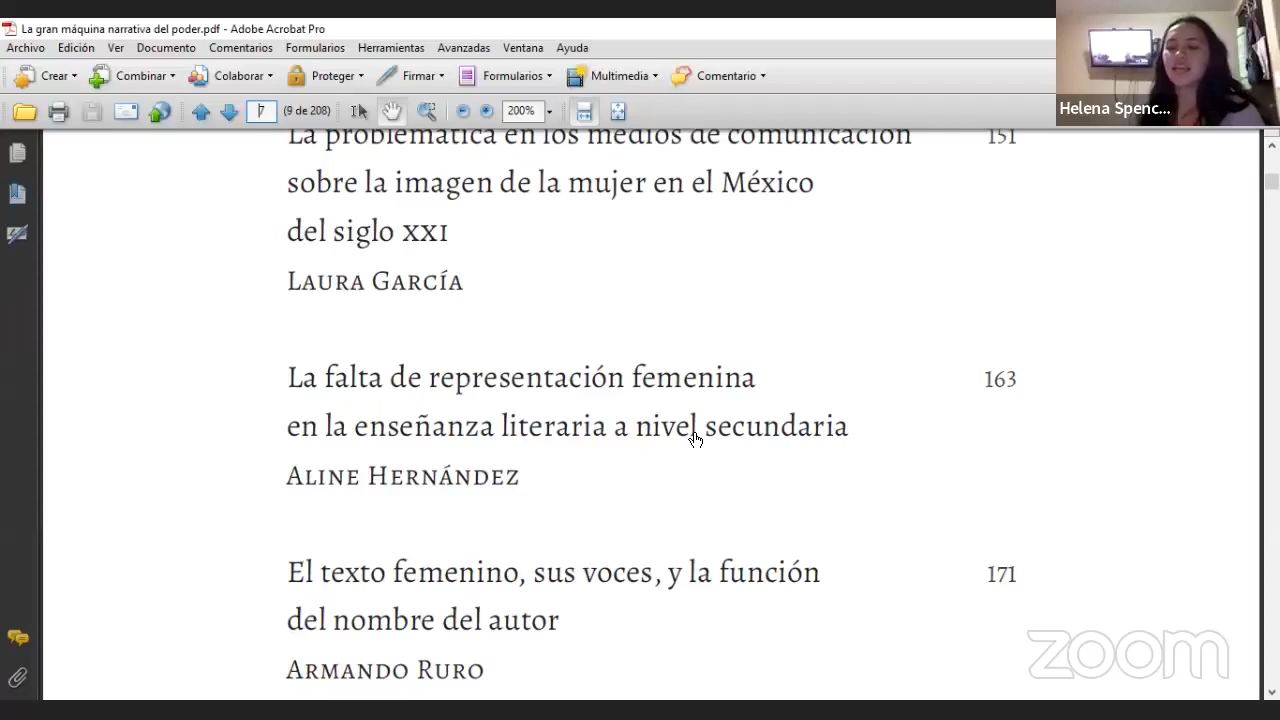 La gran máquina narrativa del poder.pdf - Adobe Acrobat Pro
Archivo Edición Ver Documento Comentarios Formularios Herramientas Avanzadas Ventana Ayuda
Crear Combinar Colaborar Proteger Firmar Formularios Multimedia Comentario
7 (9 de 208) 200%
Helena Spenc...
La problemática en los medios de comunicación 151
sobre la imagen de la mujer en el México
del siglo XXI
Laura García
La falta de representación femenina 163
en la enseñanza literaria a nivel secundaria
Aline Hernández
El texto femenino, sus voces, y la función 171
del nombre del autor
Armando Ruro
zoom